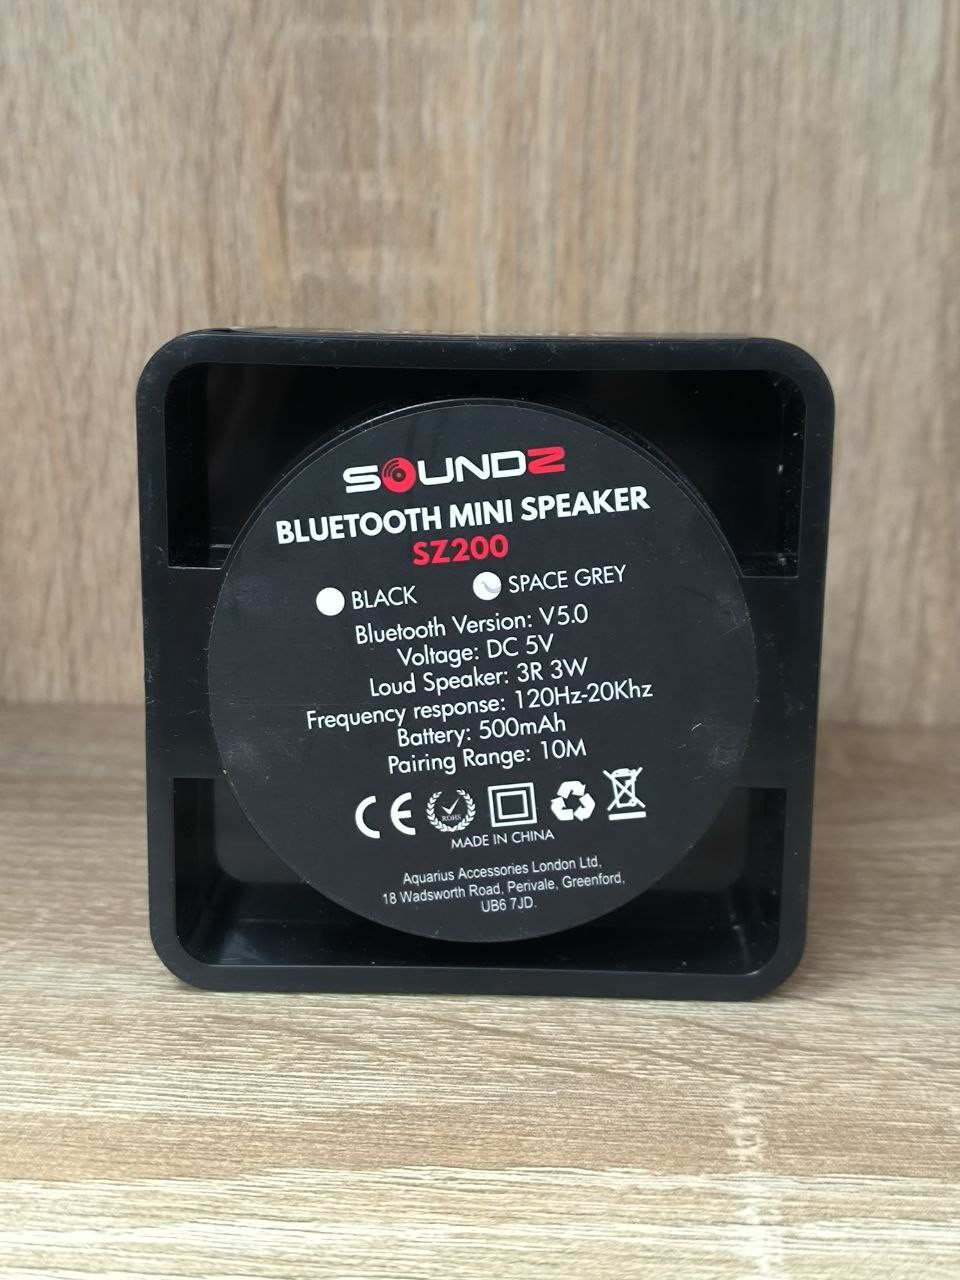 SOUNDZ
BLUETOOTH MINI SPEAKER
SZ200
BLACK SPACE GREY
Bluetooth Version: V5.0
Voltage: DC 5V
Loud Speaker: 3R 3W
Frequency response: 120Hz-20Khz
Battery: 500mAh
Pairing Range: 10M
CE ROHS
MADE IN CHINA
Aquarius Accessories London Ltd,
18 Wadsworth Road, Perivale, Greenford,
UB6 7JD.